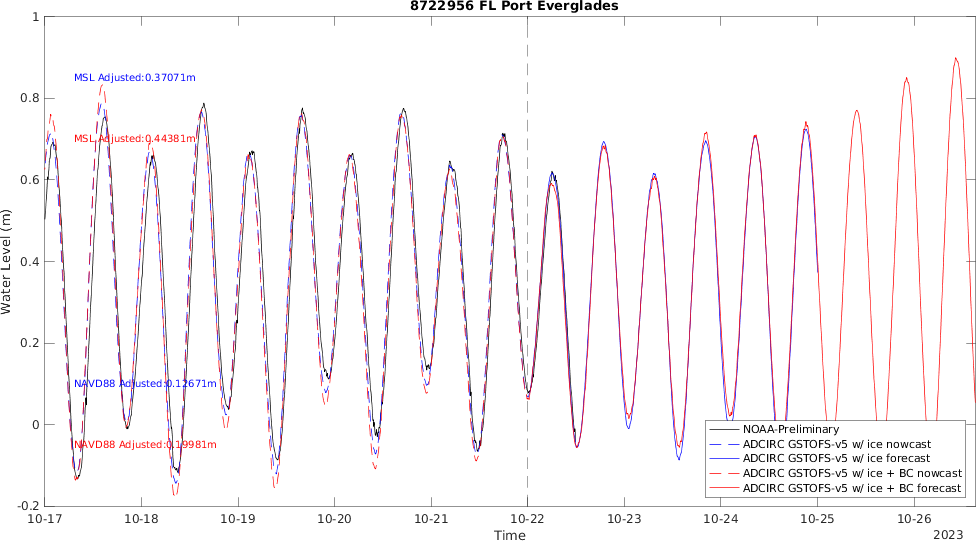 8722956 FL Port Everglades
1
0.8
0.6
0.4
0.2
0
-0.2
Water Level (m)
MSL Adjusted:0.37071m
MSL Adjusted:0.44381m
NAVD88 Adjusted:0.12671m
NAVD88 Adjusted:0.19981m
NOAA-Preliminary
ADCIRC GSTOFS-v5 w/ ice nowcast
ADCIRC GSTOFS-v5 w/ ice forecast
ADCIRC GSTOFS-v5 w/ ice + BC nowcast
ADCIRC GSTOFS-v5 w/ ice + BC forecast
10-17 10-18 10-19 10-20 10-21 10-22 10-23 10-24 10-25 10-26
Time
2023